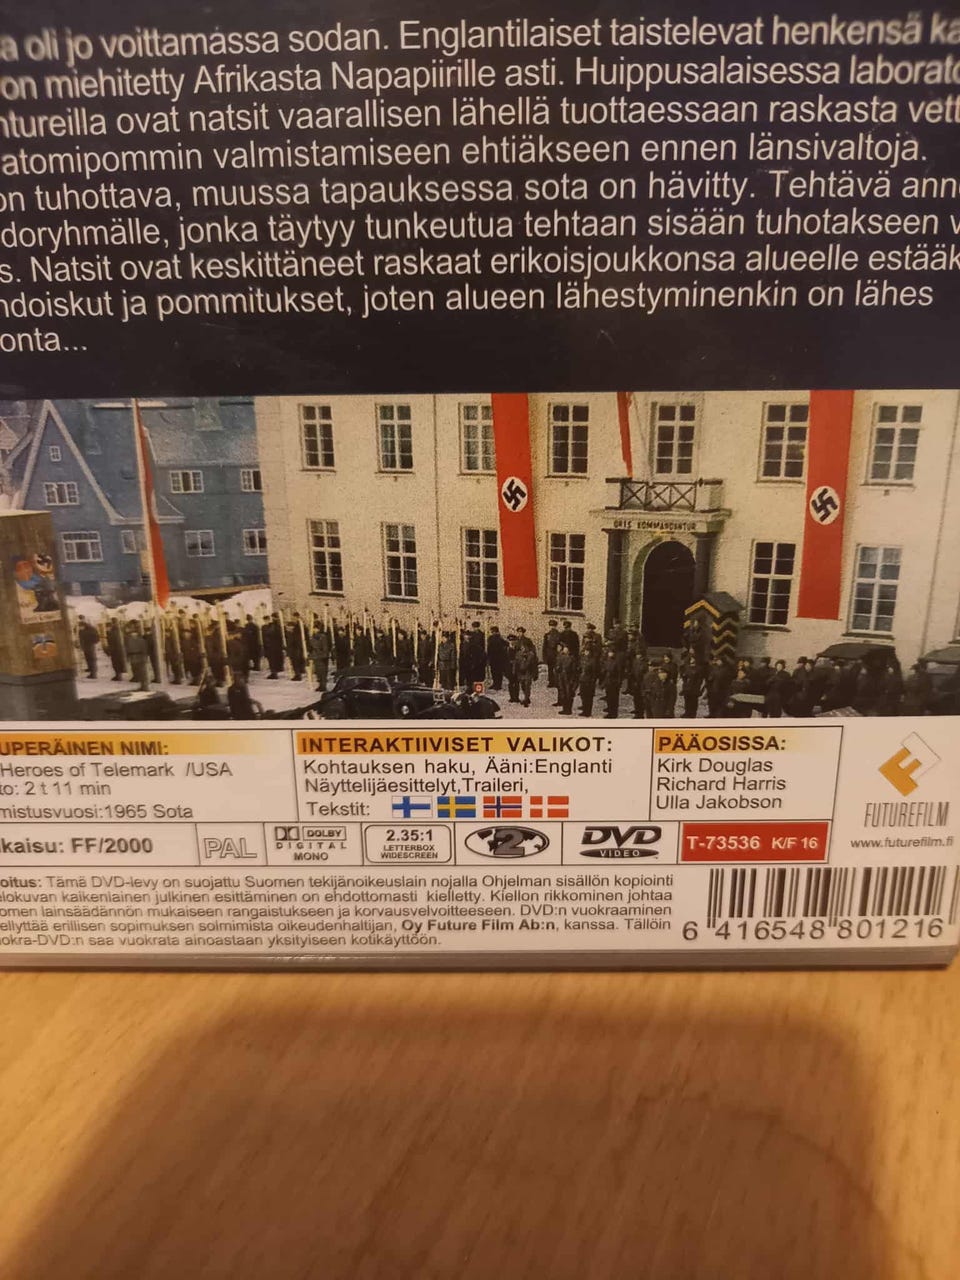 a oli jo voittamassa sodan. Englantilaiset taistelevat henkensä ka
on miehitetty Afrikasta Napapiirille asti. Huippusalaisessa laborato
ntureilla ovat natsit vaarallisen lähellä tuottaessaan raskasta vett
atomipommin valmistamiseen ehtiäkseen ennen länsivaltoja.
on tuhottava, muussa tapauksessa sota on hävitty. Tehtävä ann
doryhmälle, jonka täytyy tunkeutua tehtaan sisään tuhotakseen v
s. Natsit ovat keskittäneet raskaat erikoisjoukkonsa alueelle estääk
ndoiskut ja pommitukset, joten alueen lähestyminenkin on lähes
onta...
ORTS KOMMANDANTUR
UPERÄINEN NIMI:
Heroes of Telemark /USA
to: 2 t 11 min
mistusvuosi:1965 Sota
INTERAKTIIVISET VALIKOT:
Kohtauksen haku, Ääni:Englanti
Näyttelijäesittelyt,Traileri,
Tekstit:
PÄÄOSISSA:
Kirk Douglas
Richard Harris
Ulla Jakobson
F
FUTUREFILM
www.futurefilm.fi
lkaisu: FF/2000
PAL
DOLBY
DIGITAL
MONO
2.35:1
LETTERBOX
WIDESCREEN
2
DVD
VIDEO
T-73536 K/F 16
oitus: Tämä DVD-levy on suojattu Suomen tekijänoikeuslain nojalla Ohjelman sisällön kopiointi
elokuvan kaikenlainen julkinen esittäminen on ehdottomasti kielletty. Kiellon rikkominen johtaa
omen lainsäädännön mukaiseen rangaistukseen ja korvausvelvoitteeseen. DVD:n vuokraaminen
ellyttää erillisen sopimuksen solmimista oikeudenhaltijan, Oy Future Film Ab:n, kanssa. Tällöin
okra-DVD:n saa vuokrata ainoastaan yksityiseen kotikäyttöön.
6 416548 801216